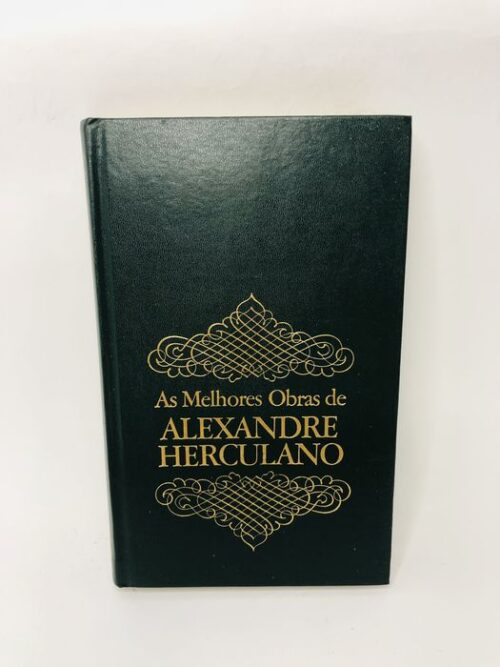 As Melhores Obras de
ALEXANDRE
HERCULANO